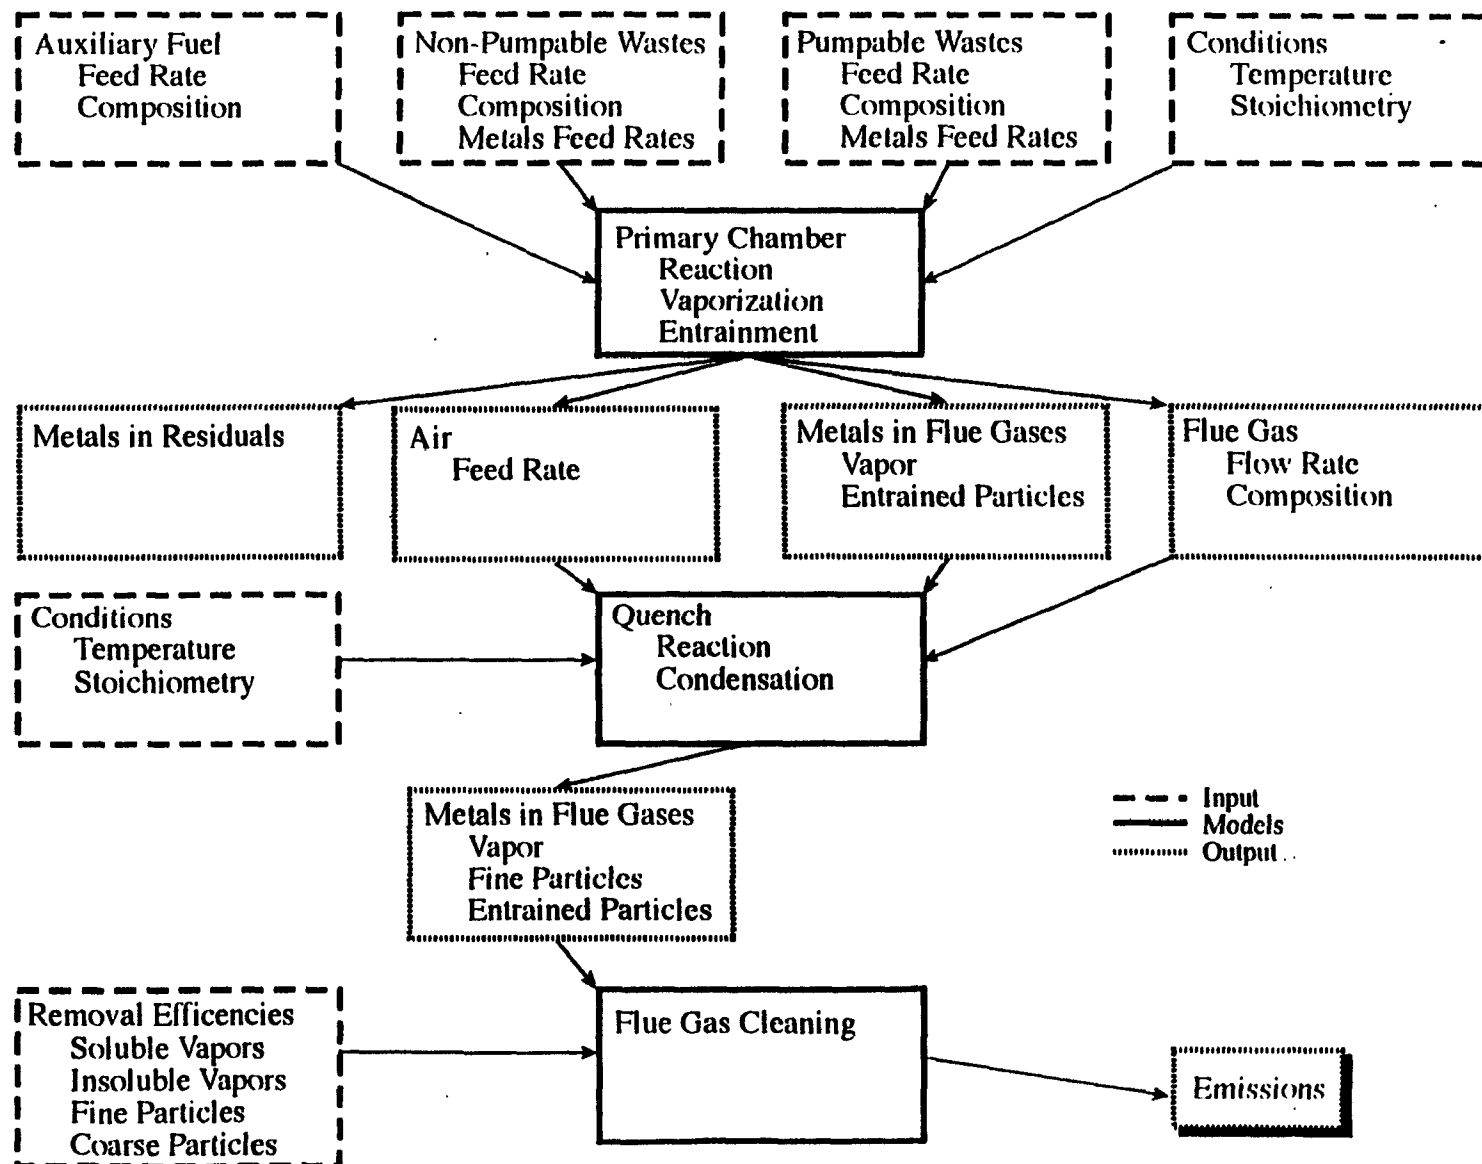 Auxiliary Fuel
Feed Rate
Composition
Non-Pumpable Wastes
Feed Rate
Composition
Metals Feed Rates
Pumpable Wastes
Feed Rate
Composition
Metals Feed Rates
Conditions
Temperature
Stoichiometry
Primary Chamber
Reaction
Vaporization
Entrainment
Metals in Residuals
Air
Feed Rate
Metals in Flue Gases
Vapor
Entrained Particles
Flue Gas
Flow Rate
Composition
Conditions
Temperature
Stoichiometry
Quench
Reaction
Condensation
Metals in Flue Gases
Vapor
Fine Particles
Entrained Particles
Input
Models
Output
Removal Efficencies
Soluble Vapors
Insoluble Vapors
Fine Particles
Coarse Particles
Flue Gas Cleaning
Emissions